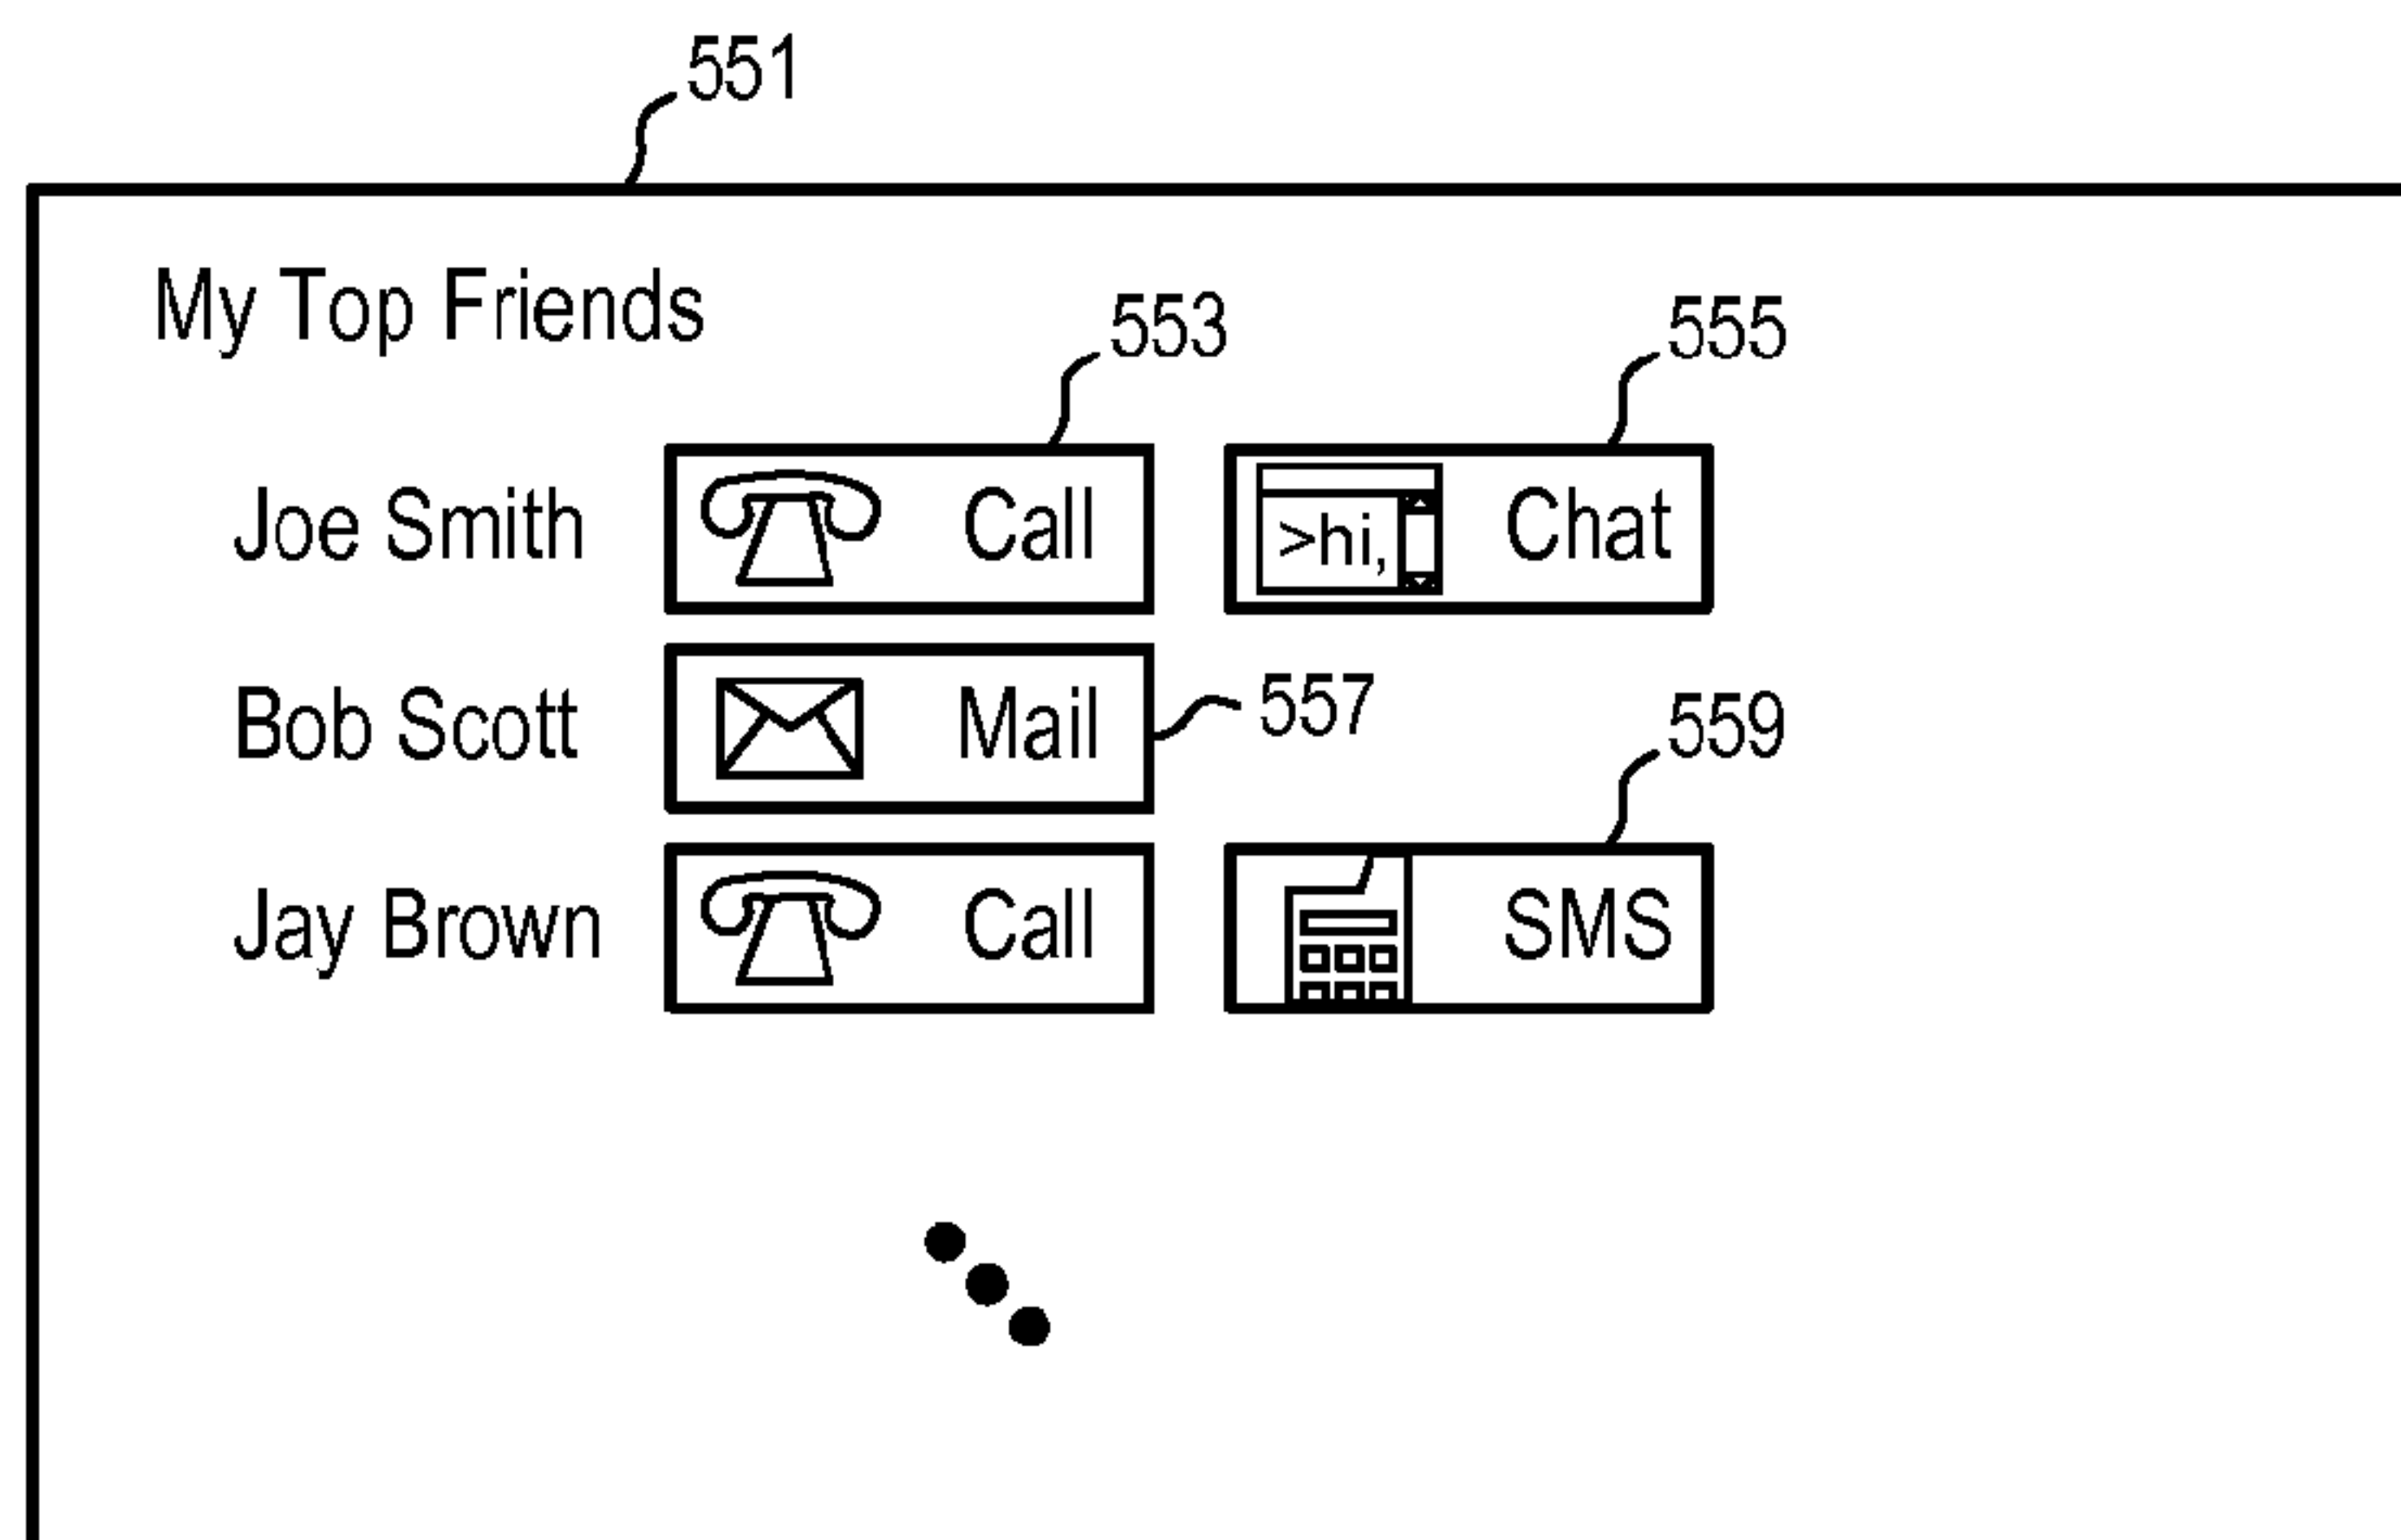 551
My Top Friends
553
555
Joe Smith
Call
>hi,
Chat
Bob Scott
Mail
557
559
Jay Brown
Call
SMS